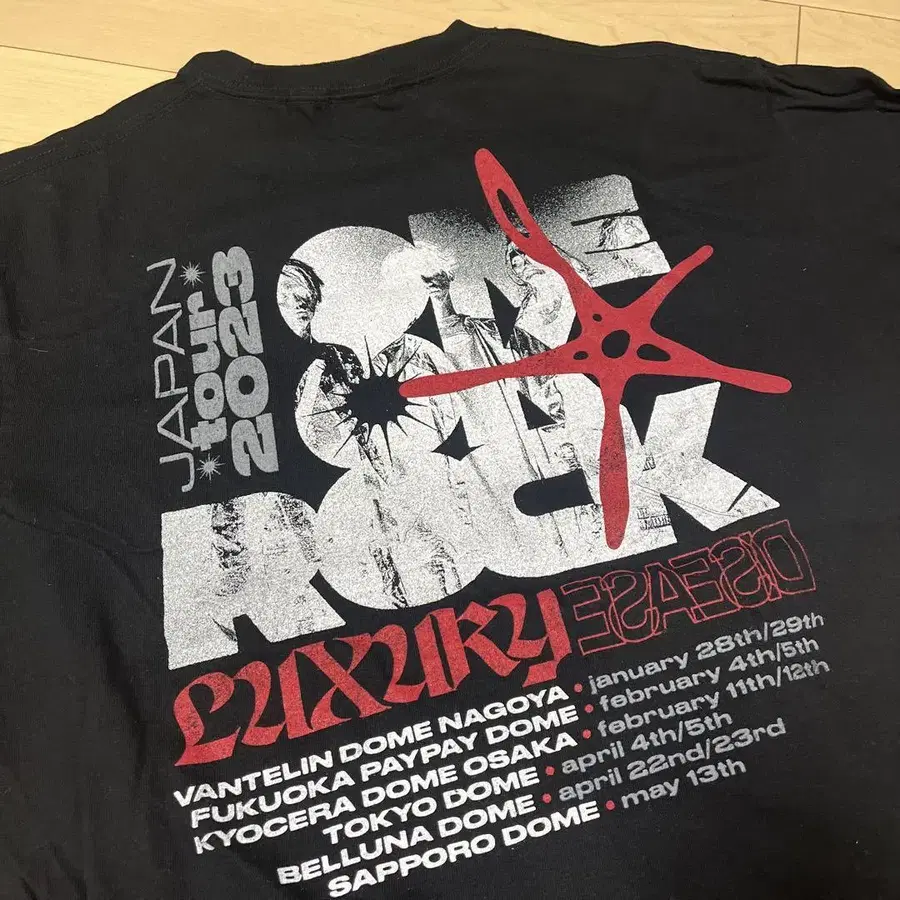 JAPAN
tour
2023
ONE
OK
ROCK
LUXURY DISEASE
VANTELIN DOME NAGOYA • january 28th/29th
FUKUOKA PAYPAY DOME • february 4th/5th
KYOCERA DOME OSAKA • february 11th/12th
TOKYO DOME • april 4th/5th
BELLUNA DOME • april 22nd/23rd
SAPPORO DOME • may 13th